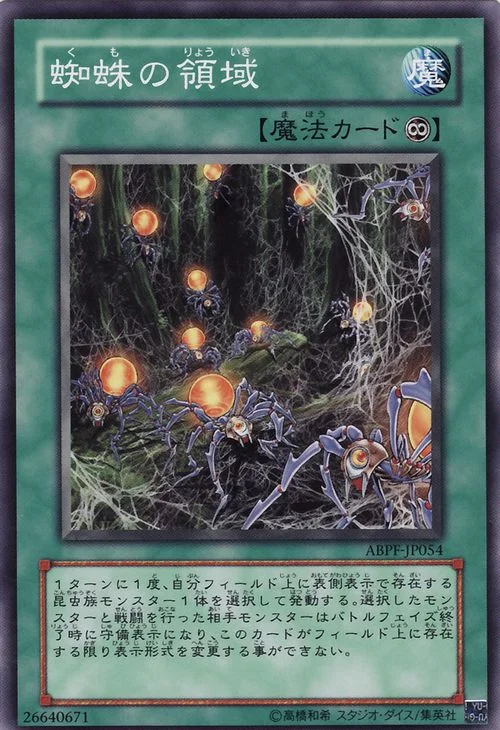 くも りょういき
蜘蛛の領域
魔
まほう
【魔法カード】
ABPF-JP054
1ターンに1度、自分フィールド上に表側表示で存在する
昆虫族モンスター1体を選択して発動する。選択したモン
スターと戦闘を行った相手モンスターはバトルフェイズ終
了時に守備表示になり、このカードがフィールド上に存在
する限り表示形式を変更する事ができない。
26640671
©高橋和希 スタジオ・ダイス/集英社